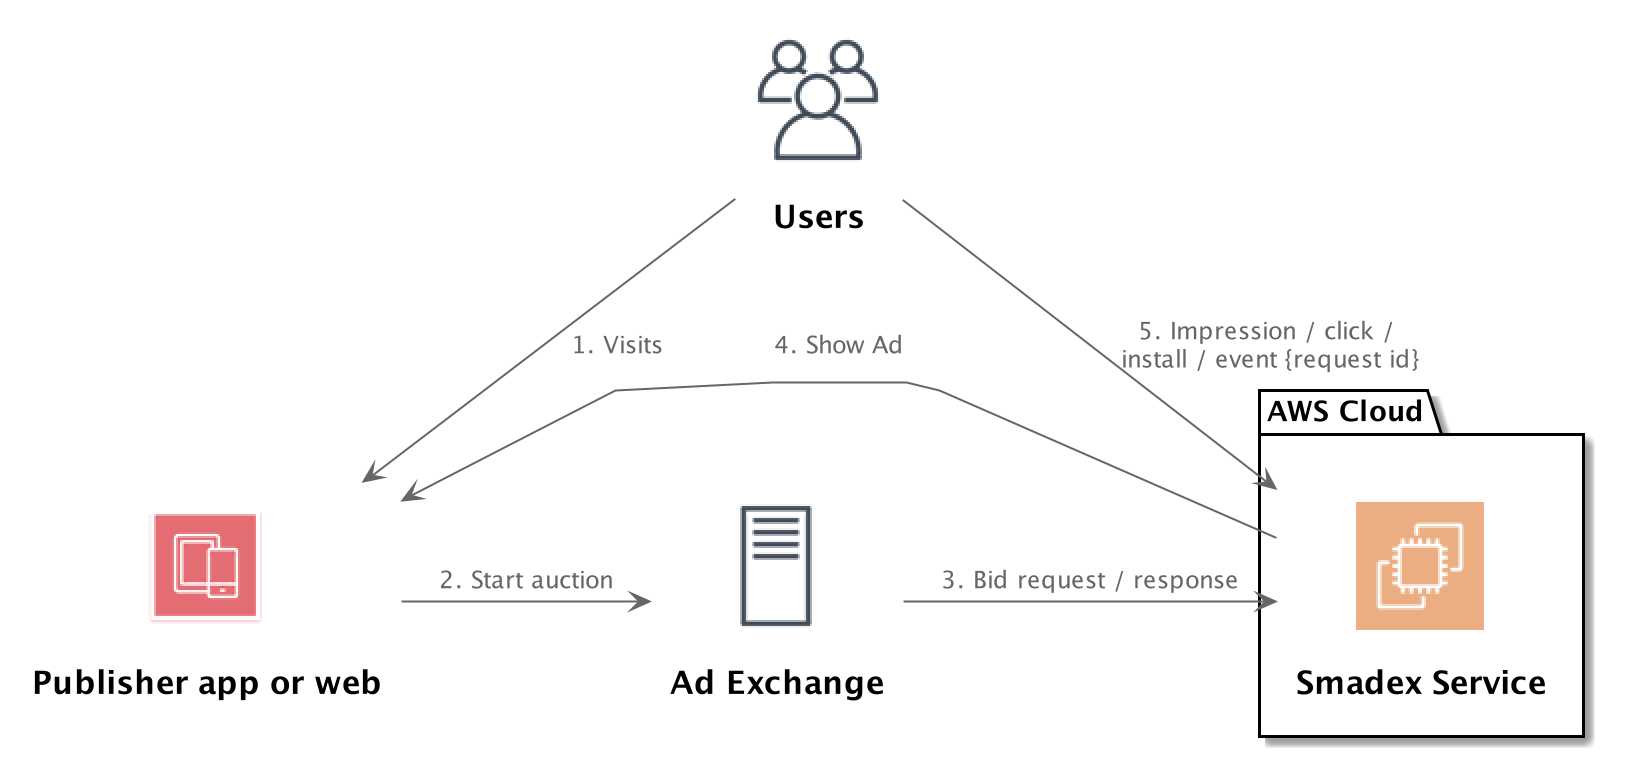 Users
1. Visits
4. Show Ad
5. Impression / click /
install / event {request id}
AWS Cloud
2. Start auction
3. Bid request / response
Publisher app or web
Ad Exchange
Smadex Service